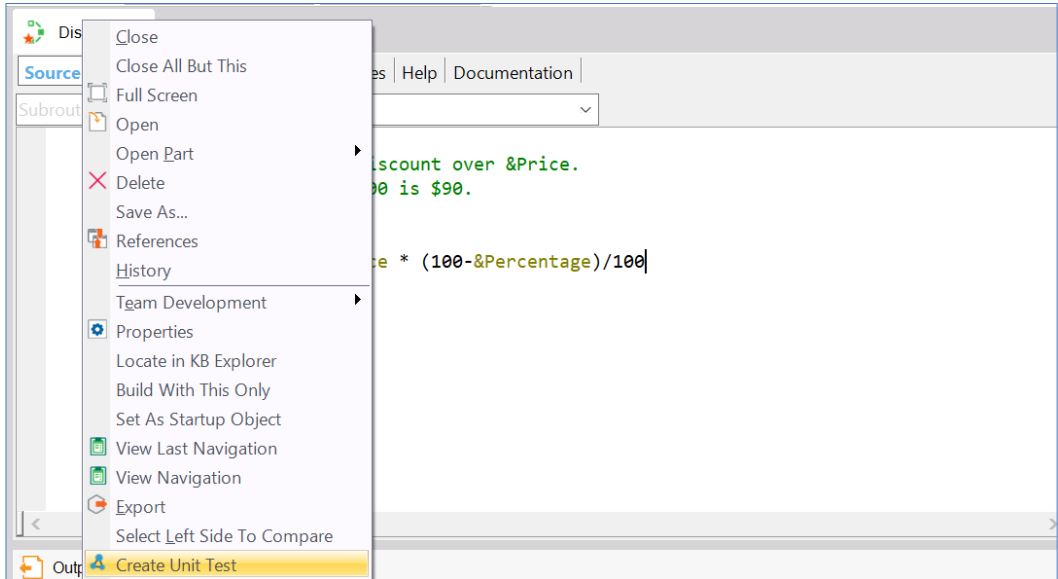 Dis
Close
Close All But This
Source
es Help Documentation
Full Screen
Subrout
Open
Open Part
iscount over &Price.
Delete
00 is $90.
Save As...
References
ce * (100-&Percentage)/100
History
Team Development
Properties
Locate in KB Explorer
Build With This Only
Set As Startup Object
View Last Navigation
View Navigation
Export
Select Left Side To Compare
Outp
Create Unit Test